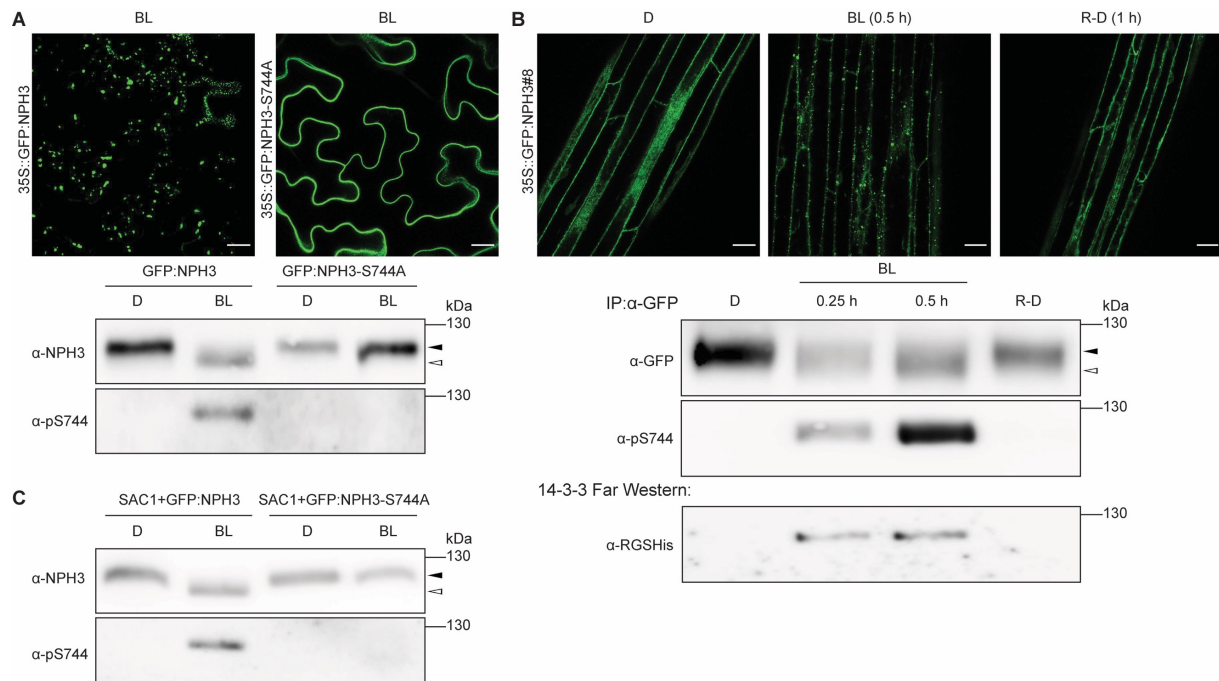 A
BL
BL
35S::GFP:NPH3
35S::GFP:NPH3-S744A
GFP:NPH3
GFP:NPH3-S744A
D
BL
D
BL
kDa
130
α-NPH3
130
α-pS744
B
D
BL (0.5 h)
R-D (1 h)
35S::GFP:NPH3#8
BL
IP:α-GFP
D
0.25 h
0.5 h
R-D
kDa
130
α-GFP
130
α-pS744
14-3-3 Far Western:
130
α-RGSHis
C
SAC1+GFP:NPH3
SAC1+GFP:NPH3-S744A
D
BL
D
BL
kDa
130
α-NPH3
130
α-pS744